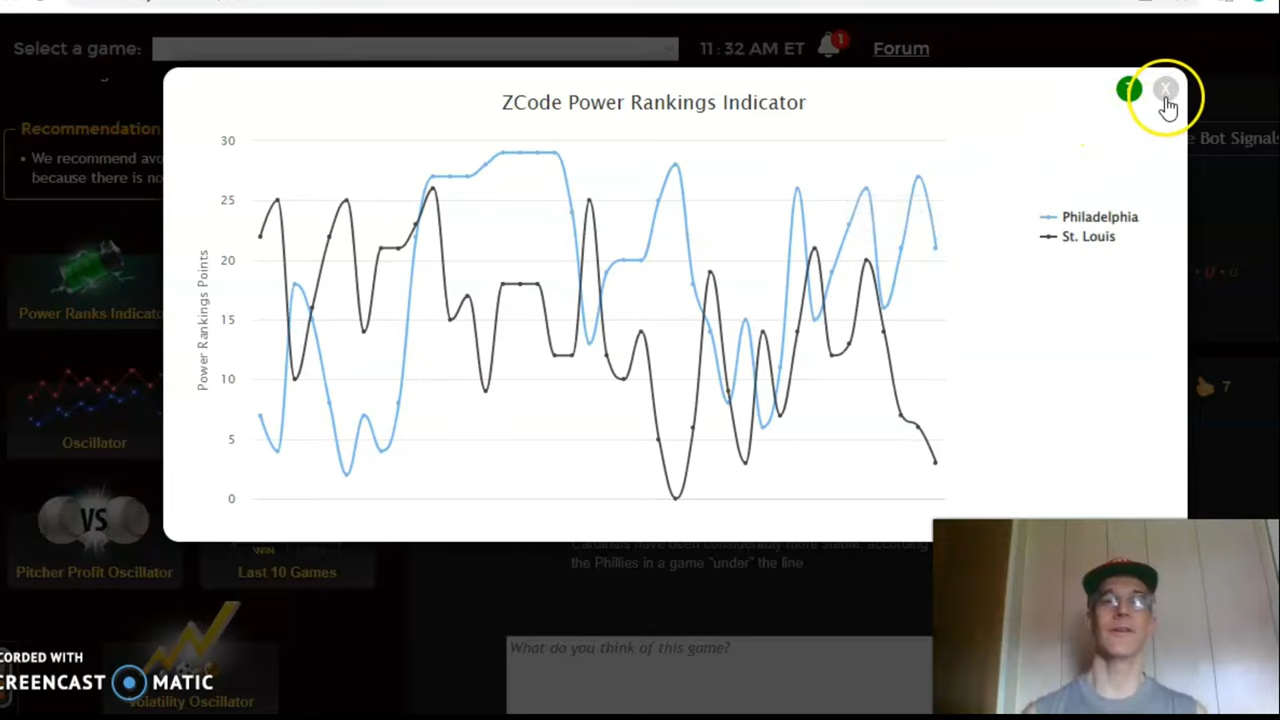 Select a game:
11:32 AM ET
1
Forum
Recommendation
• We recommend avo
because there is no
e Bot Signals
ZCode Power Rankings Indicator
?
X
30
25
20
15
10
5
0
Power Rankings Points
Philadelphia
St. Louis
Power Ranks Indicato
Oscillator
7
VS
Pitcher Profit Oscillator
WIN
Last 10 Games
Cardinals have been considerably more stable, according
the Phillies in a game "under" the line
What do you think of this game?
CORDED WITH
CREENCAST MATIC
Volatility Oscillator